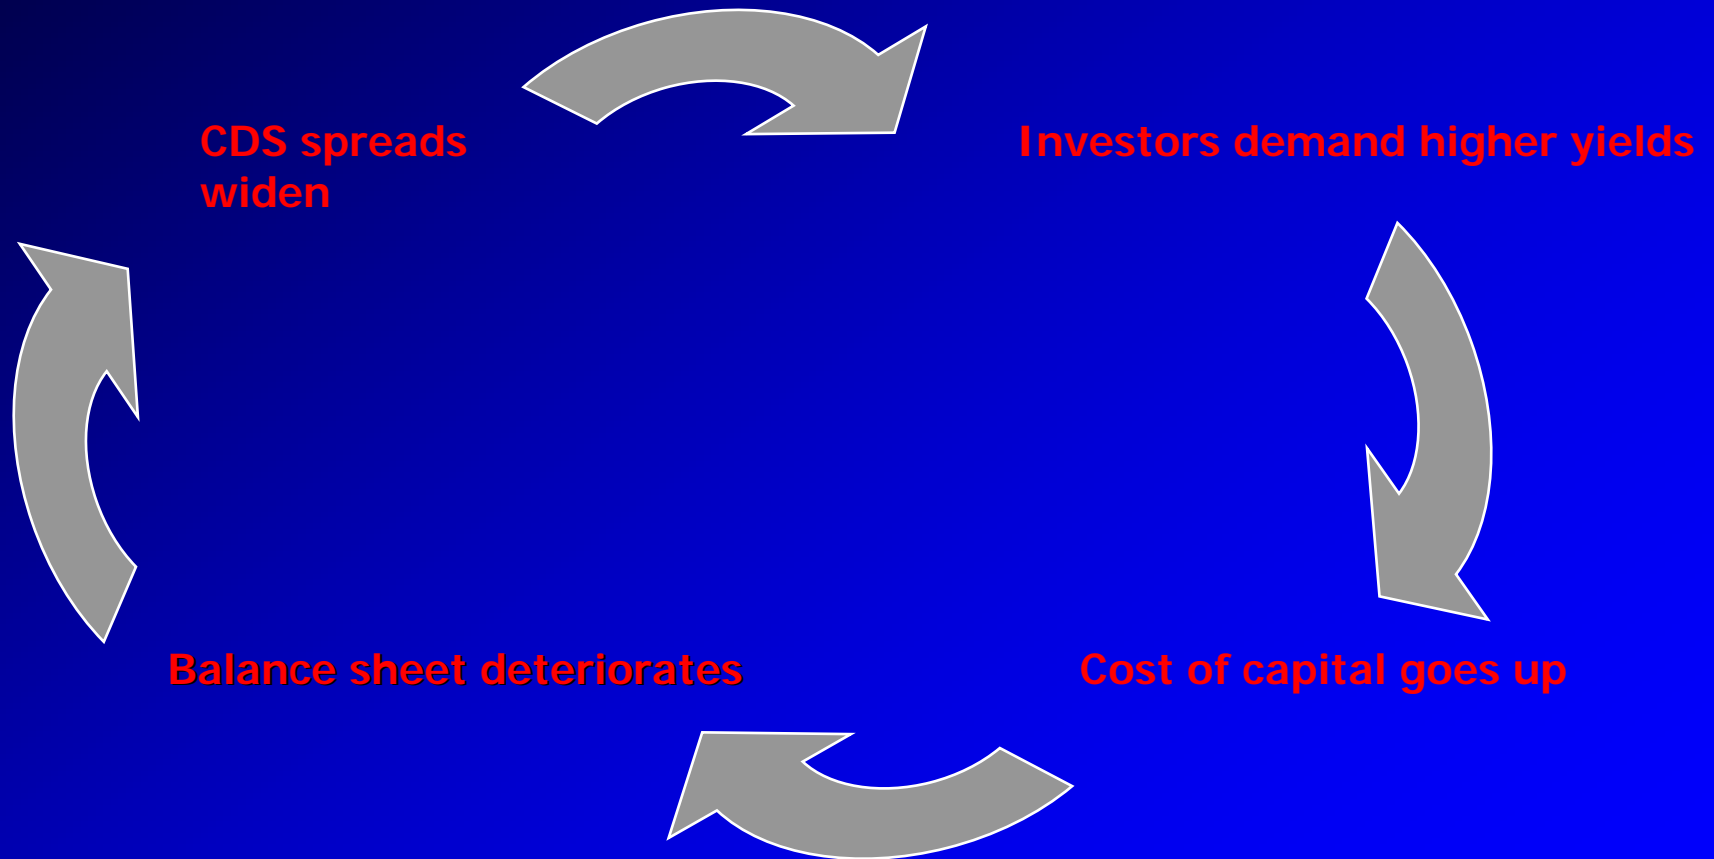 CDS spreads
widen
Investors demand higher yields
Balance sheet deteriorates
Cost of capital goes up